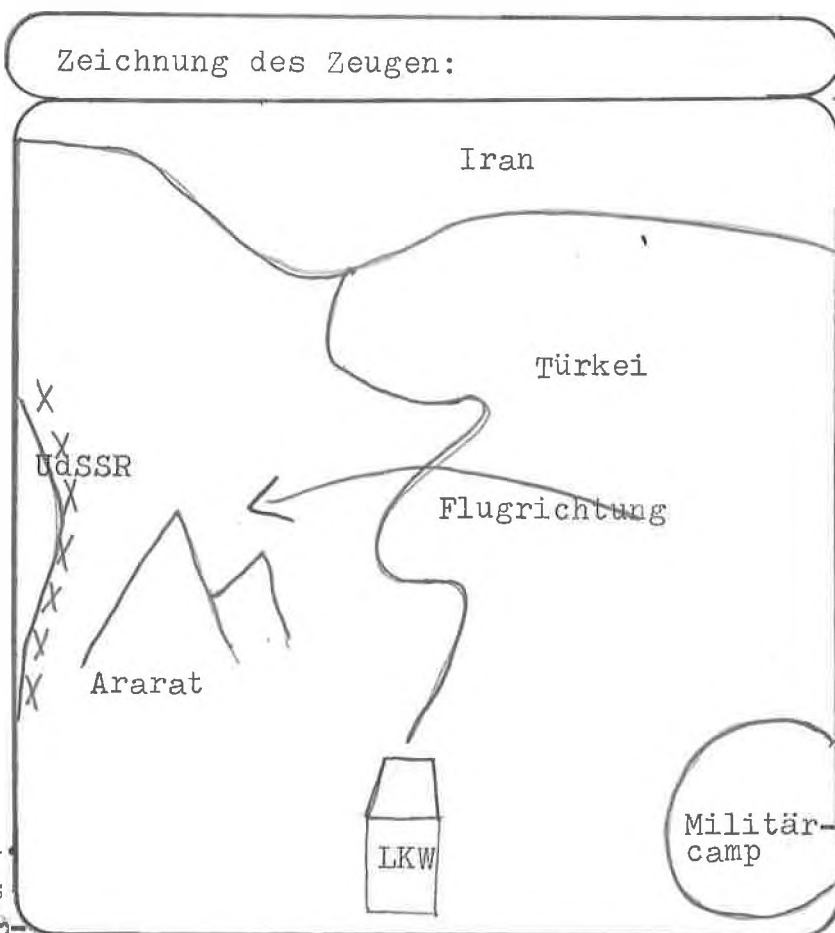 Zeichnung des Zeugen:
Iran
Türkei
UdSSR
Flugrichtung
Ararat
LKW
Militär-
camp